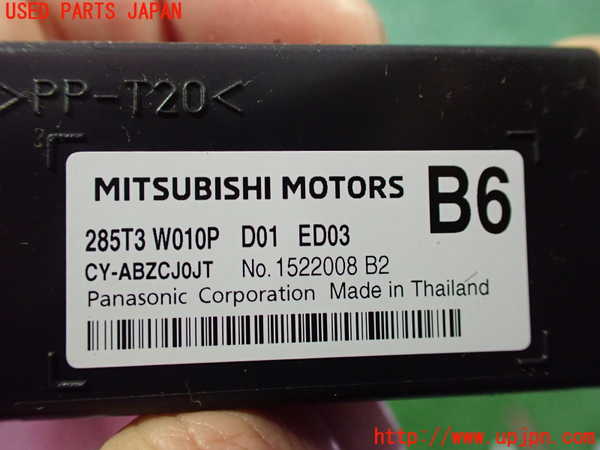 USED PARTS JAPAN
>PP-T20<
MITSUBISHI MOTORS
B6
285T3 W010P D01 ED03
CY-ABZCJ0JT No.1522008 B2
Panasonic Corporation Made in Thailand
http://www.upjpn.com/